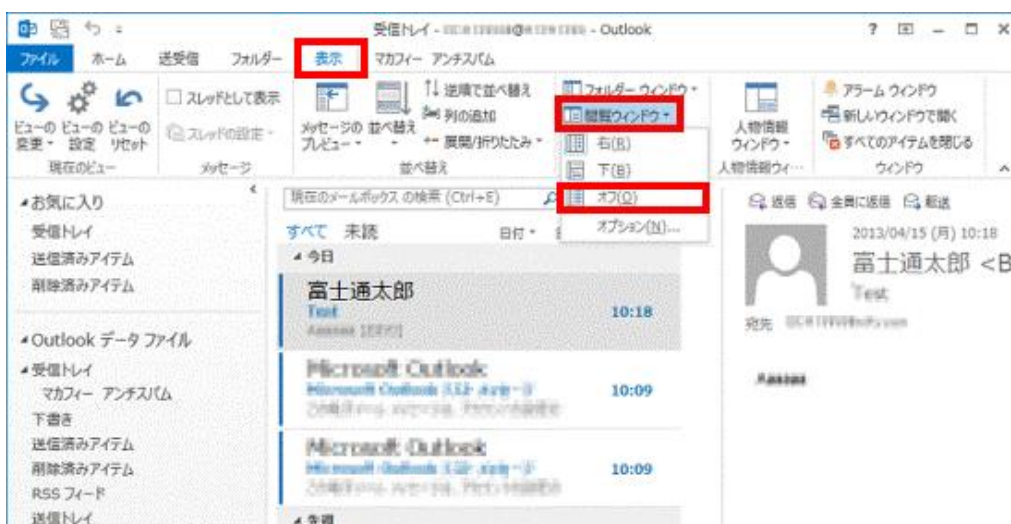 受信トレイ - - Outlook
ファイル ホーム 送受信 フォルダー 表示 マカフィー アンチスパム
ビューの変更 ビューの設定 ビューのリセット
現在のビュー
スレッドとして表示
スレッドの設定
メッセージ
メッセージのプレビュー
並べ替え
逆順で並べ替え
列の追加
展開/折りたたみ
並べ替え
フォルダー ウィンドウ
閲覧ウィンドウ
右(R)
下(B)
オフ(O)
オプション(N)...
人物情報ウィンドウ
人物情報ウィ…
アラーム ウィンドウ
新しいウィンドウで開く
すべてのアイテムを閉じる
ウィンドウ
お気に入り
受信トレイ
送信済みアイテム
削除済みアイテム
Outlook データ ファイル
受信トレイ
マカフィー アンチスパム
下書き
送信済みアイテム
削除済みアイテム
RSS フィード
送信トレイ
現在のメールボックス の検索 (Ctrl+E)
すべて 未読 日付
今日
富士通太郎
Test 10:18
Microsoft Outlook
10:09
Microsoft Outlook
10:09
先週
返信 全員に返信 転送
2013/04/15 (月) 10:18
富士通太郎 <B
Test
宛先